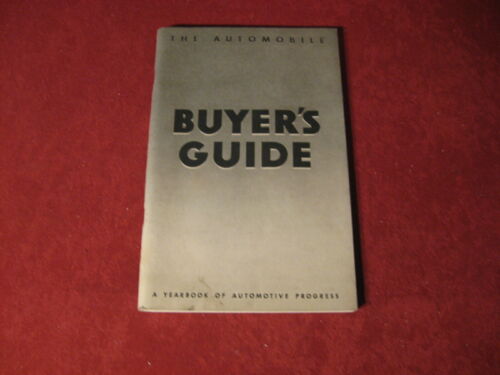 THE AUTOMOBILE
BUYER'S
GUIDE
A YEARBOOK OF AUTOMOTIVE PROGRESS